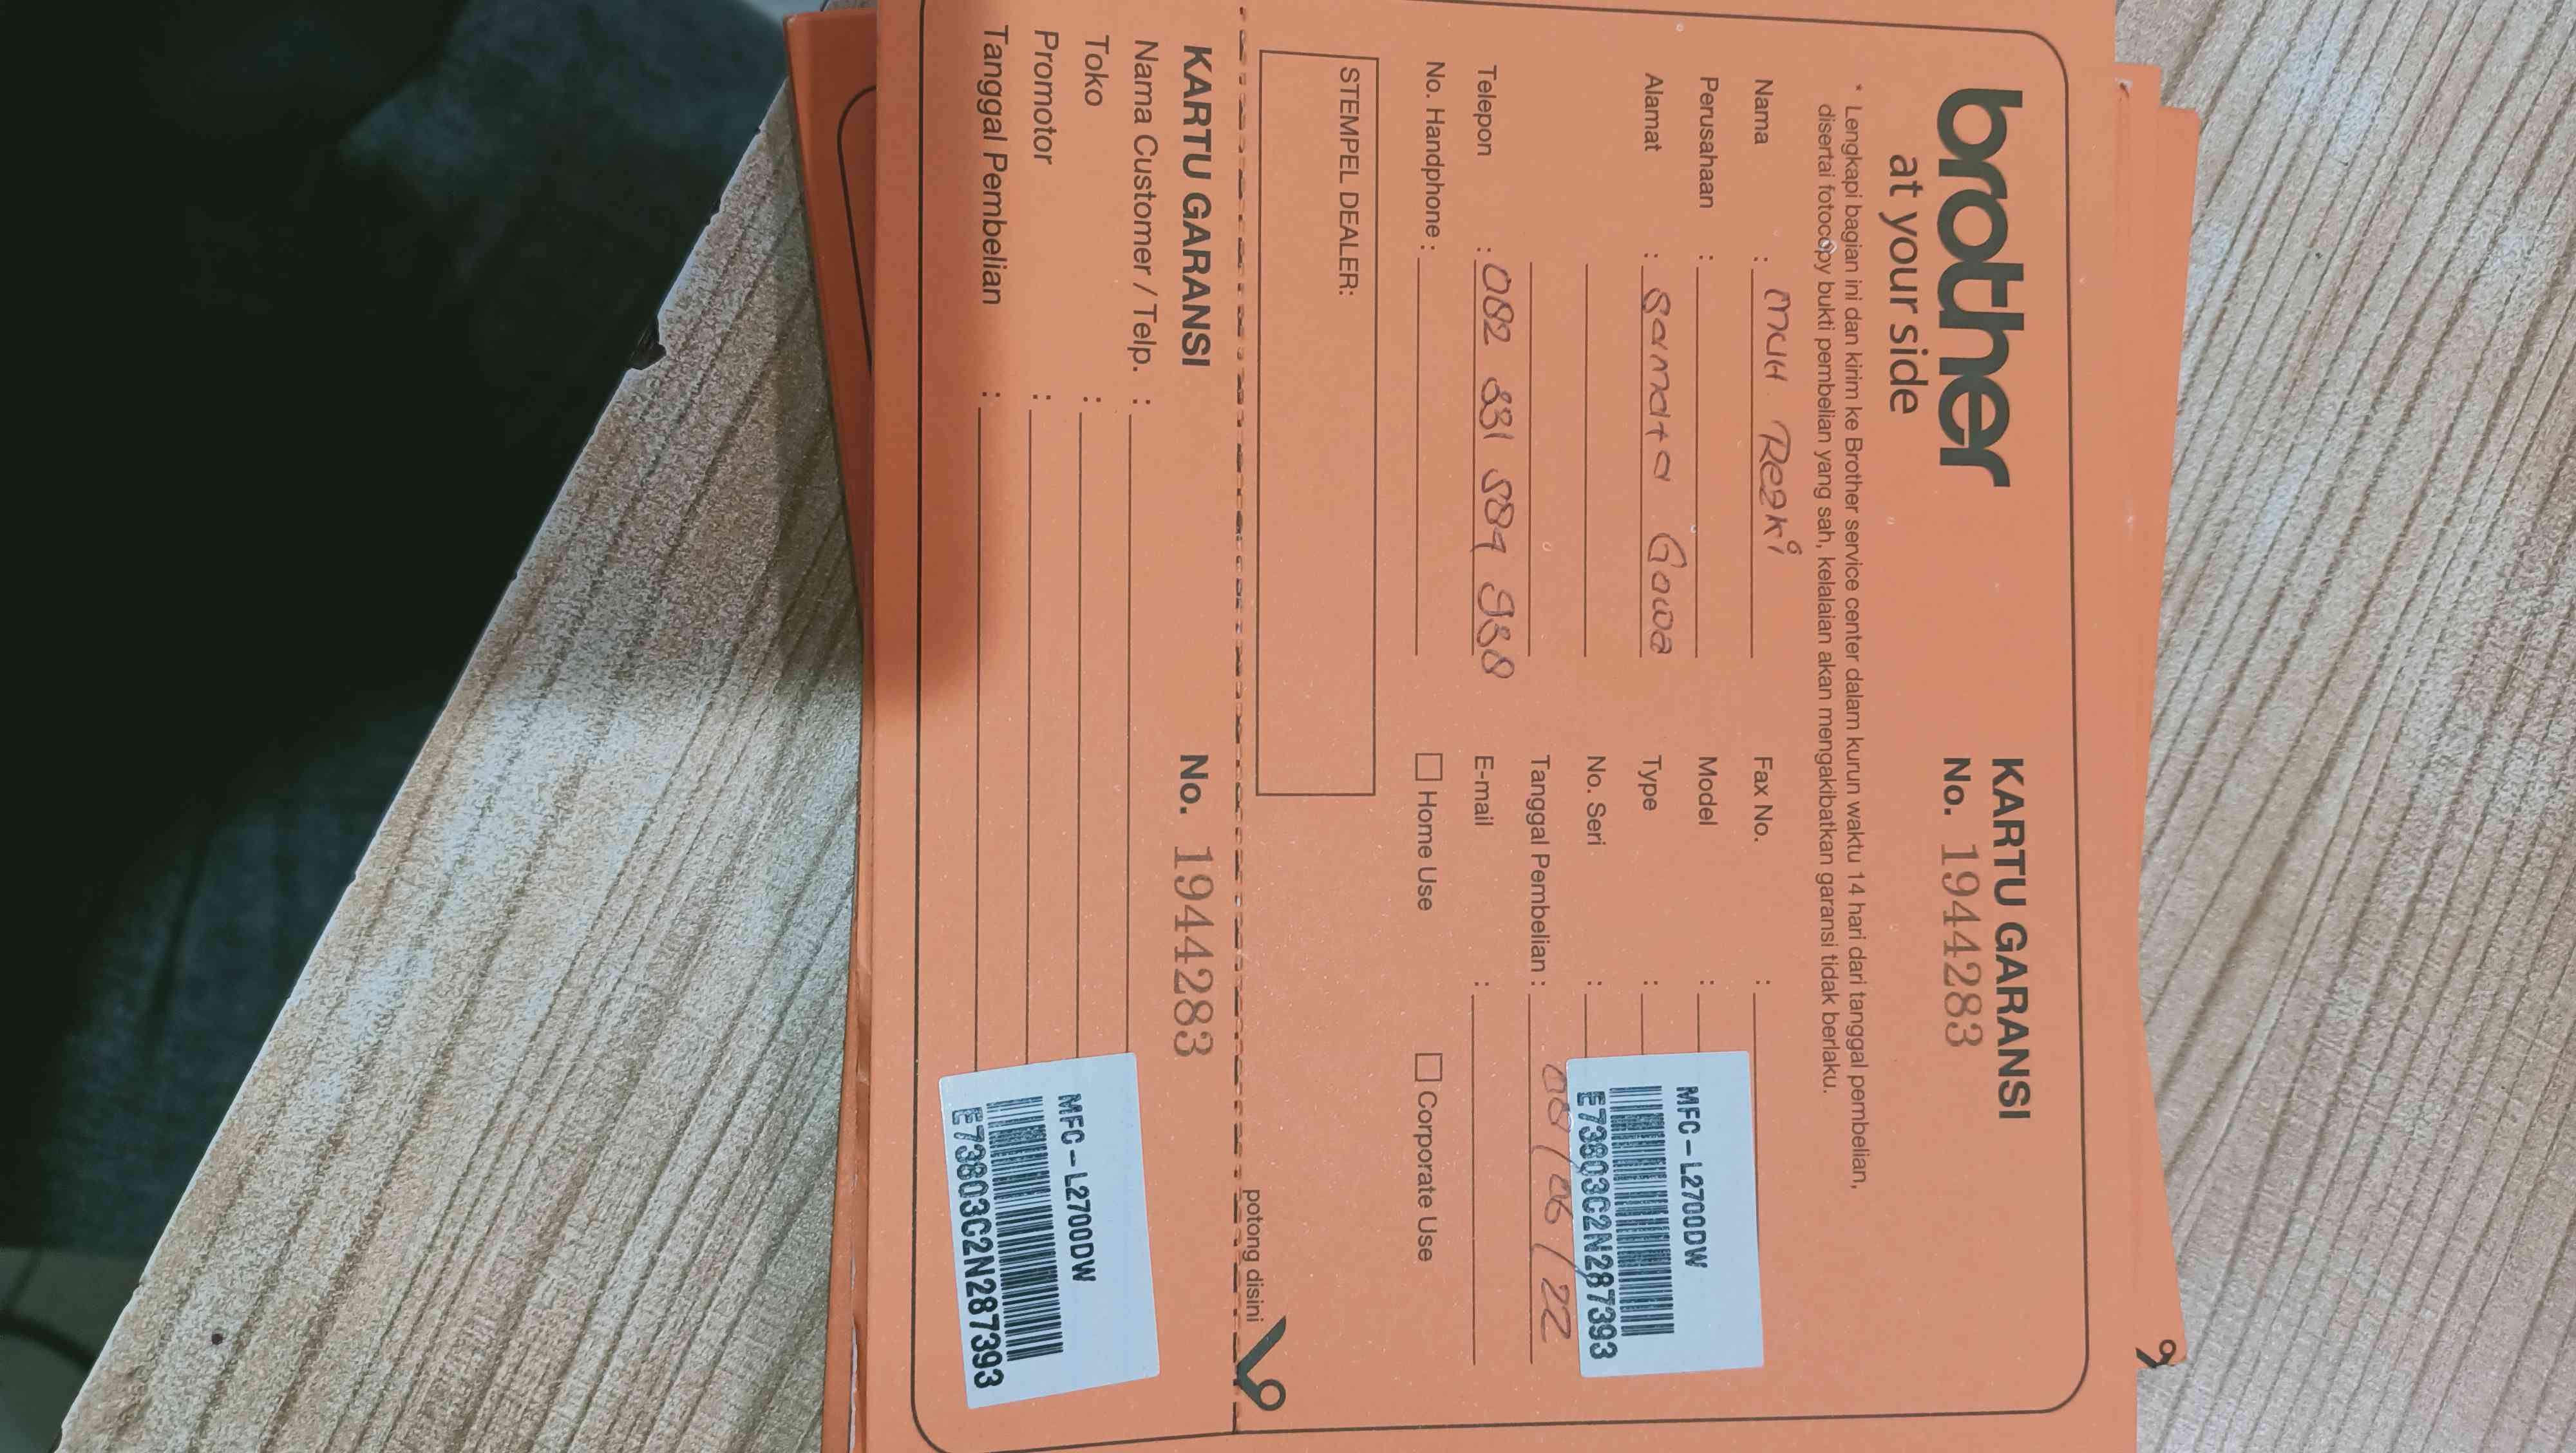 brother
at your side
KARTU GARANSI
No. 1944283
* Lengkapi bagian ini dan kirim ke Brother service center dalam kurun waktu 14 hari dari tanggal pembelian,
disertai fotocopy bukti pembelian yang sah, kelalaian akan mengakibatkan garansi tidak berlaku.
Nama : MUH Reski
Perusahaan :
Alamat : Samata Gowa
Telepon : 082 331 589 938
No. Handphone :
Fax No. :
Model :
Type :
No. Seri :
MFC-L2700DW
E73803C2N287393
Tanggal Pembelian : 08/06/22
E-mail :
Home Use
Corporate Use
STEMPEL DEALER:
potong disini
KARTU GARANSI
No. 1944283
Nama Customer / Telp. :
Toko :
Promotor :
Tanggal Pembelian :
MFC-L2700DW
E73803C2N287393